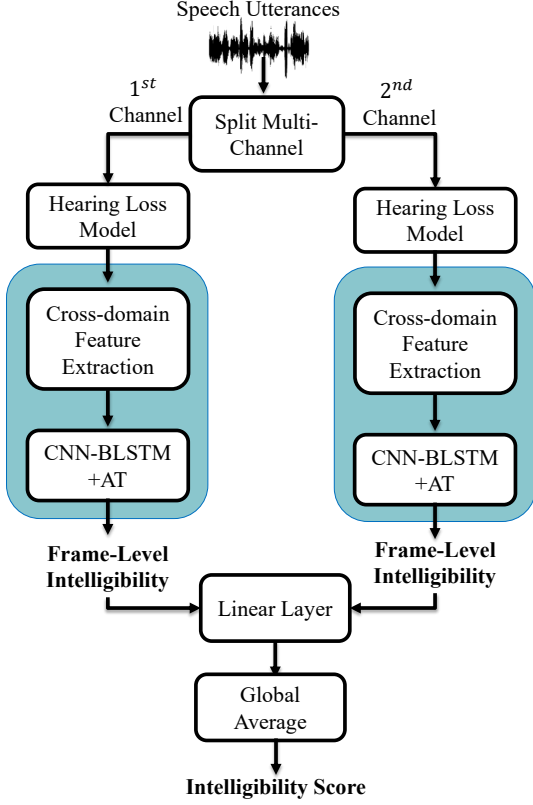 Speech Utterances
1st
Channel
2nd
Channel
Split Multi-
Channel
Hearing Loss
Model
Hearing Loss
Model
Cross-domain
Feature
Extraction
Cross-domain
Feature
Extraction
CNN-BLSTM
+AT
CNN-BLSTM
+AT
Frame-Level
Intelligibility
Frame-Level
Intelligibility
Linear Layer
Global
Average
Intelligibility Score